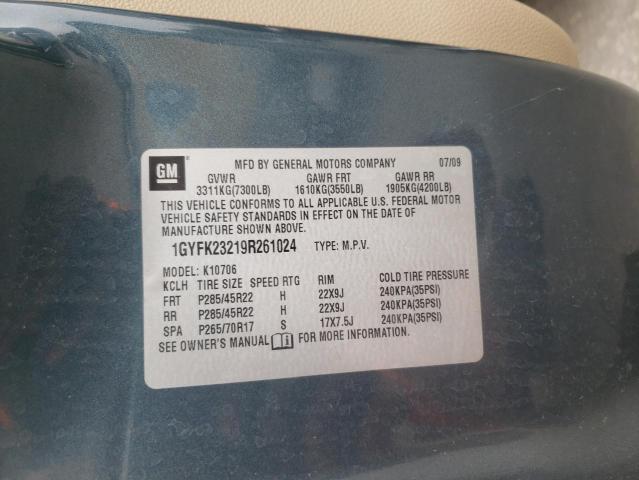 GM
MFD BY GENERAL MOTORS COMPANY 07/09
GVWR GAWR FRT GAWR RR
3311KG(7300LB) 1610KG(3550LB) 1905KG(4200LB)
THIS VEHICLE CONFORMS TO ALL APPLICABLE U.S. FEDERAL MOTOR
VEHICLE SAFETY STANDARDS IN EFFECT ON THE DATE OF
MANUFACTURE SHOWN ABOVE.
1GYFK23219R261024 TYPE: M.P.V.
MODEL: K10706
KCLH TIRE SIZE SPEED RTG RIM COLD TIRE PRESSURE
FRT P285/45R22 H 22X9J 240KPA(35PSI)
RR P285/45R22 H 22X9J 240KPA(35PSI)
SPA P265/70R17 S 17X7.5J 240KPA(35PSI)
SEE OWNER'S MANUAL FOR MORE INFORMATION.